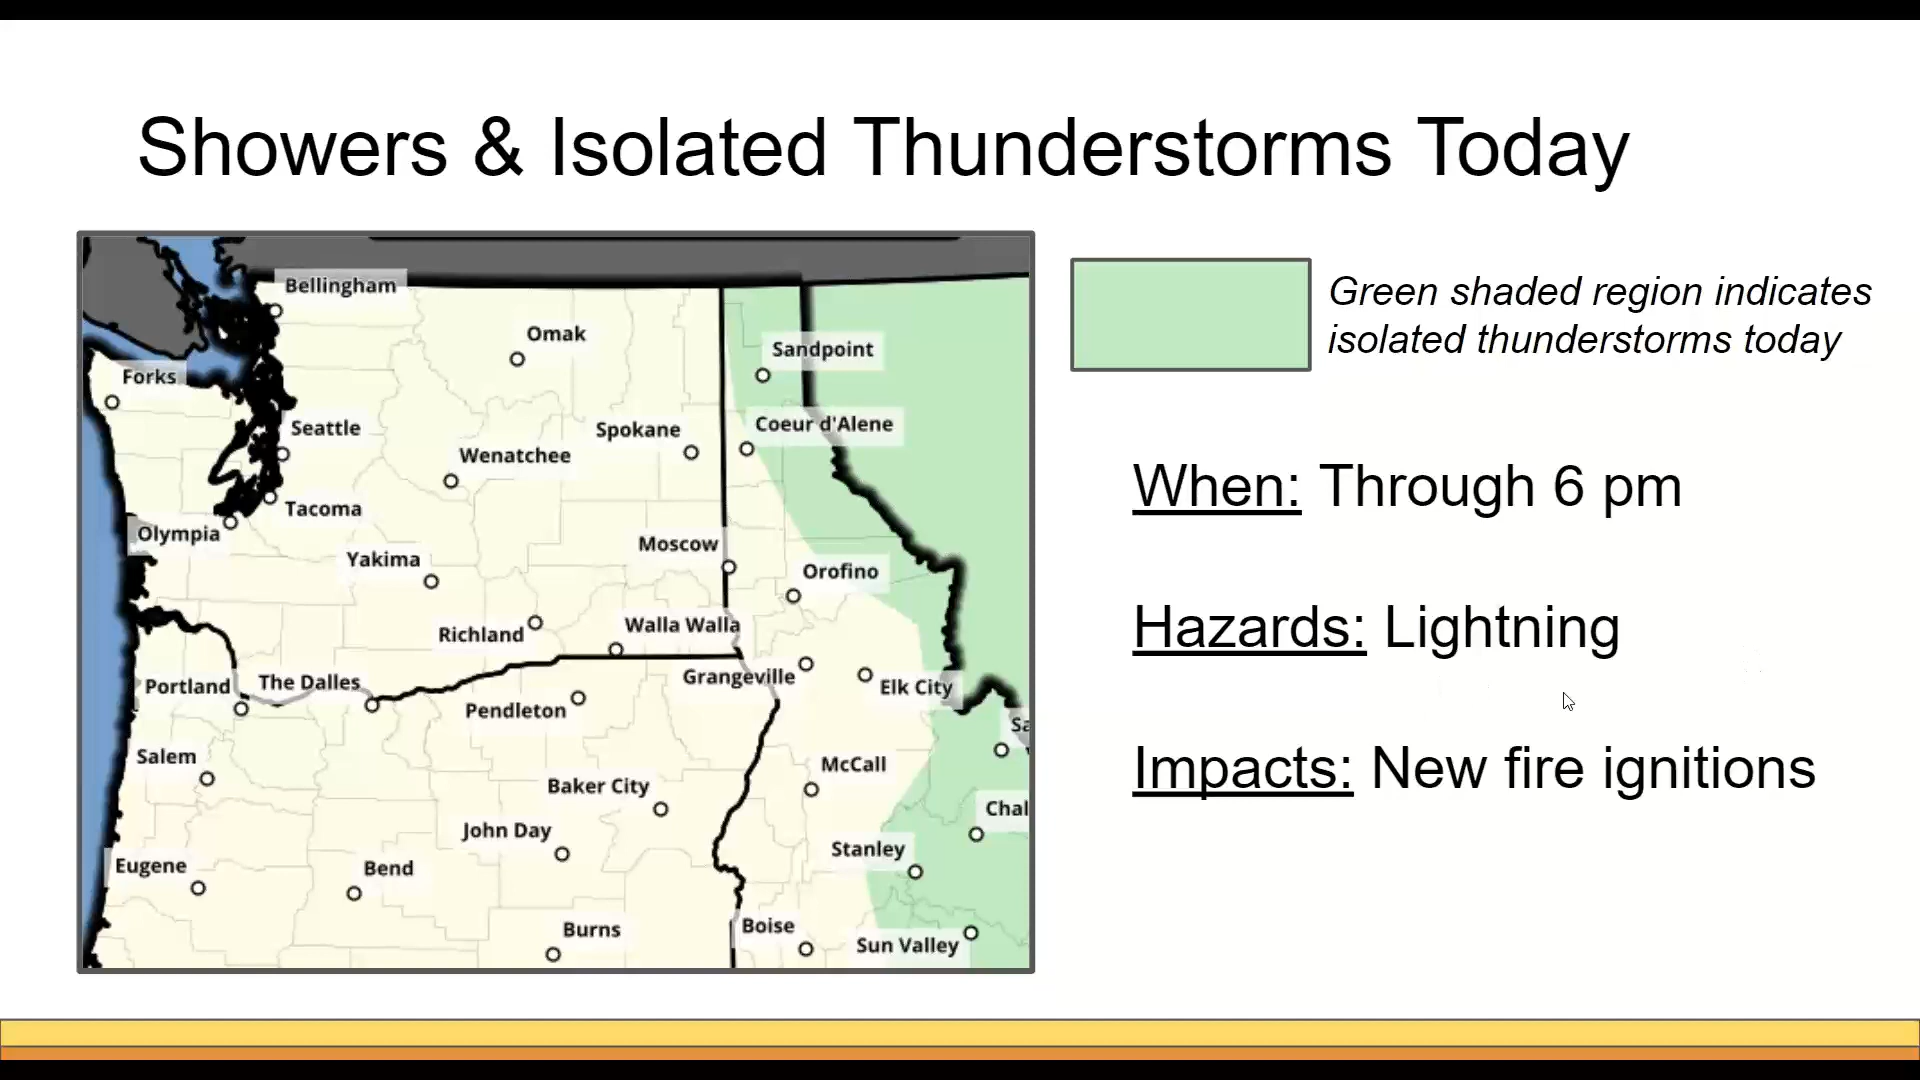 Showers & Isolated Thunderstorms Today
Green shaded region indicates
isolated thunderstorms today
When: Through 6 pm
Hazards: Lightning
Impacts: New fire ignitions
Bellingham
Omak
Sandpoint
Forks
Seattle
Spokane
Coeur d'Alene
Wenatchee
Tacoma
Olympia
Yakima
Moscow
Orofino
Richland
Walla Walla
Portland
The Dalles
Grangeville
Elk City
Pendleton
Sa
Salem
McCall
Baker City
Chal
John Day
Stanley
Eugene
Bend
Burns
Boise
Sun Valley